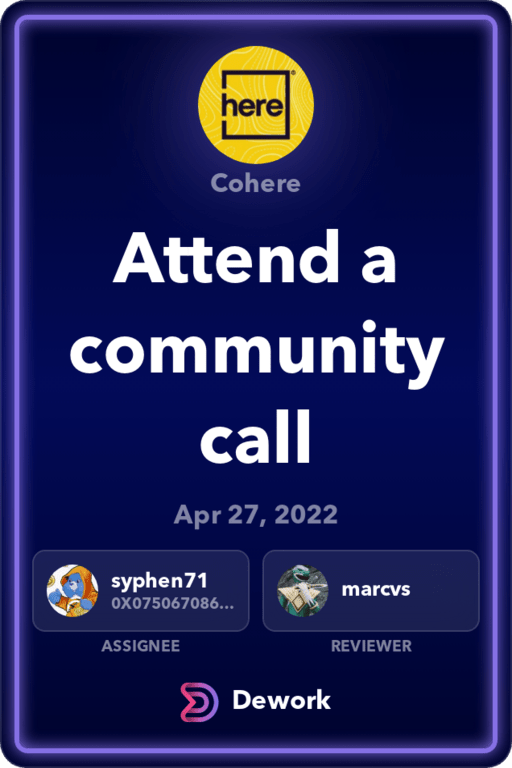 here
Cohere
Attend a
community
call
Apr 27, 2022
syphen71
0X075067086...
marcvs
ASSIGNEE
REVIEWER
Dework